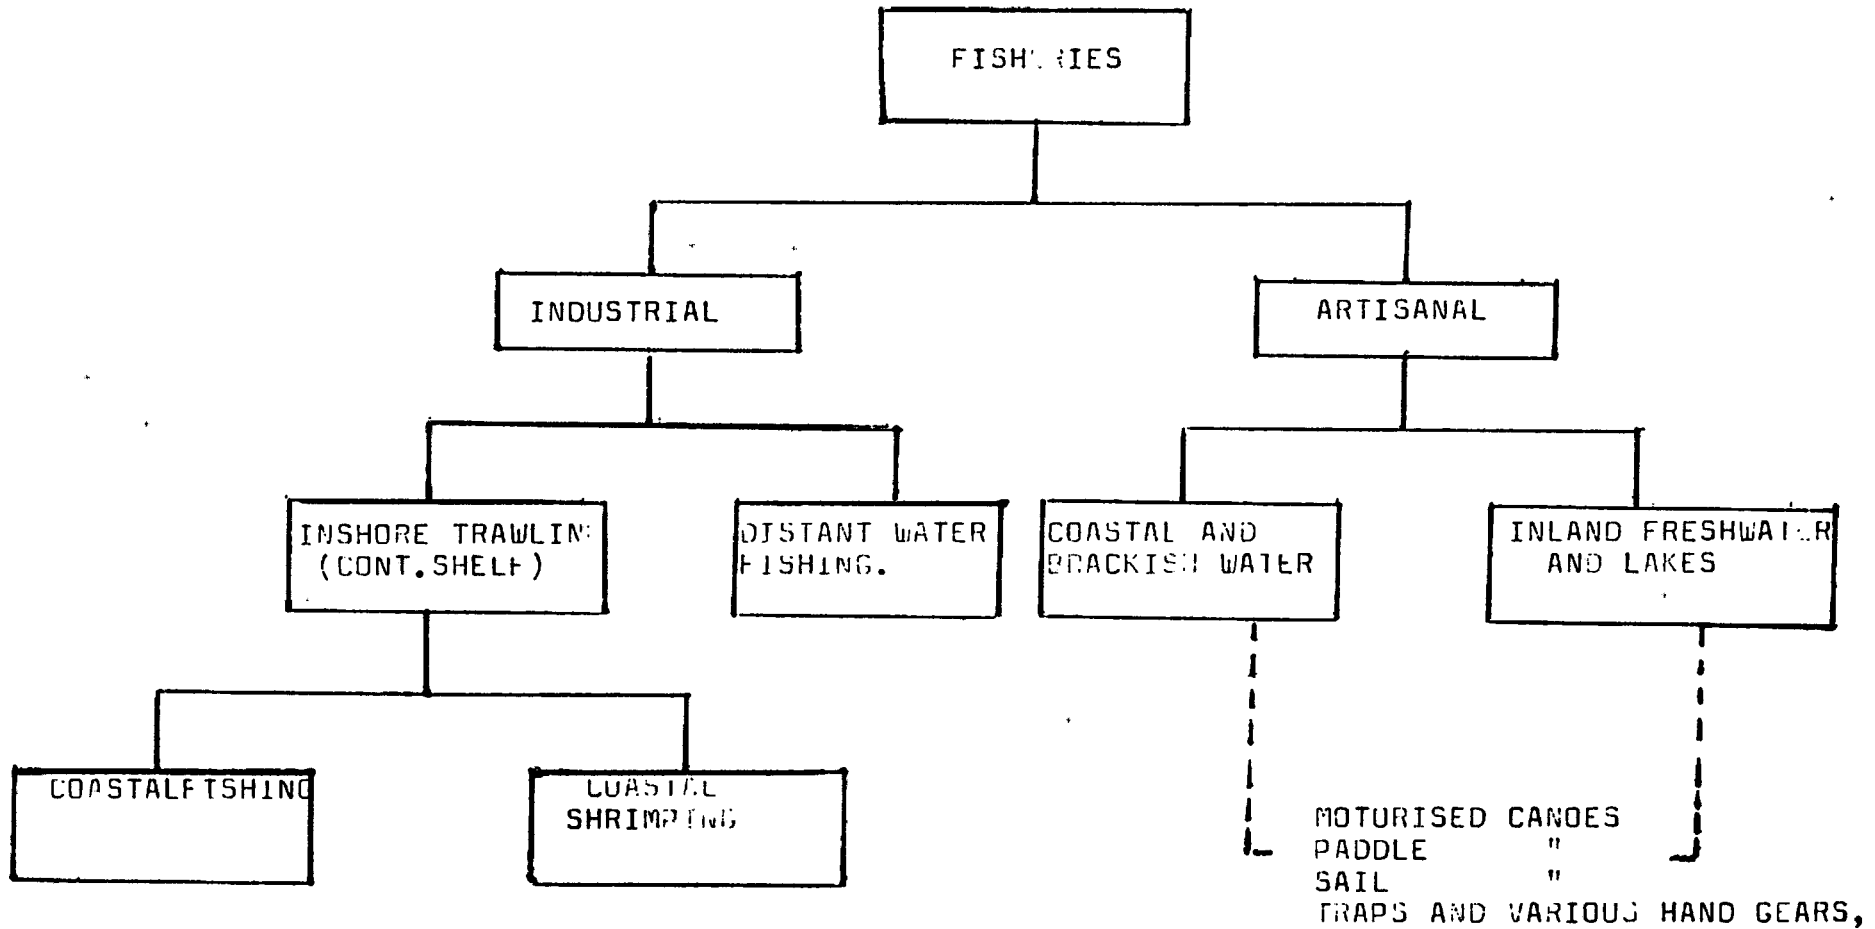 FISHERIES
INDUSTRIAL
ARTISANAL
INSHORE TRAWLING
(CONT.SHELF)
DISTANT WATER
FISHING.
COASTAL AND
BRACKISH WATER
INLAND FRESHWATER
AND LAKES
COASTALFISHING
COASTAL
SHRIMPING
MOTURISED CANOES
PADDLE "
SAIL "
TRAPS AND VARIOUS HAND GEARS,